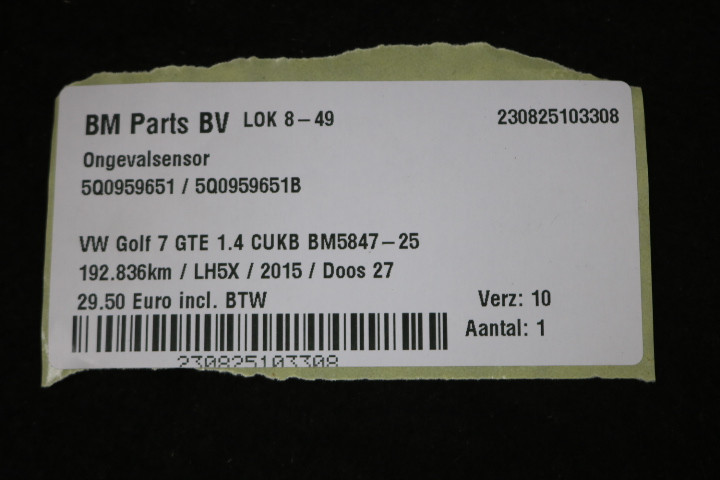 BM Parts BV LOK 8-49 230825103308
Ongevalsensor
5Q0959651 / 5Q0959651B
VW Golf 7 GTE 1.4 CUKB BM5847-25
192.836km / LH5X / 2015 / Doos 27
29.50 Euro incl. BTW Verz: 10
Aantal: 1
230825103308